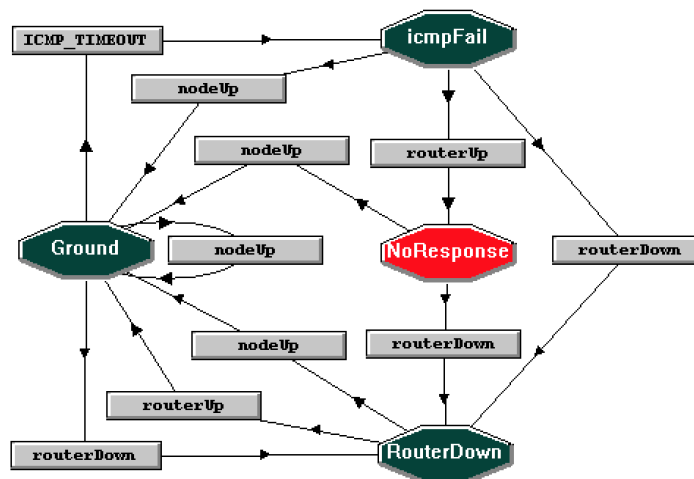 ICMP_TIMEOUT
icmpFail
nodeUp
nodeUp
routerUp
Ground
nodeUp
NoResponse
routerDown
nodeUp
routerDown
routerUp
routerDown
RouterDown